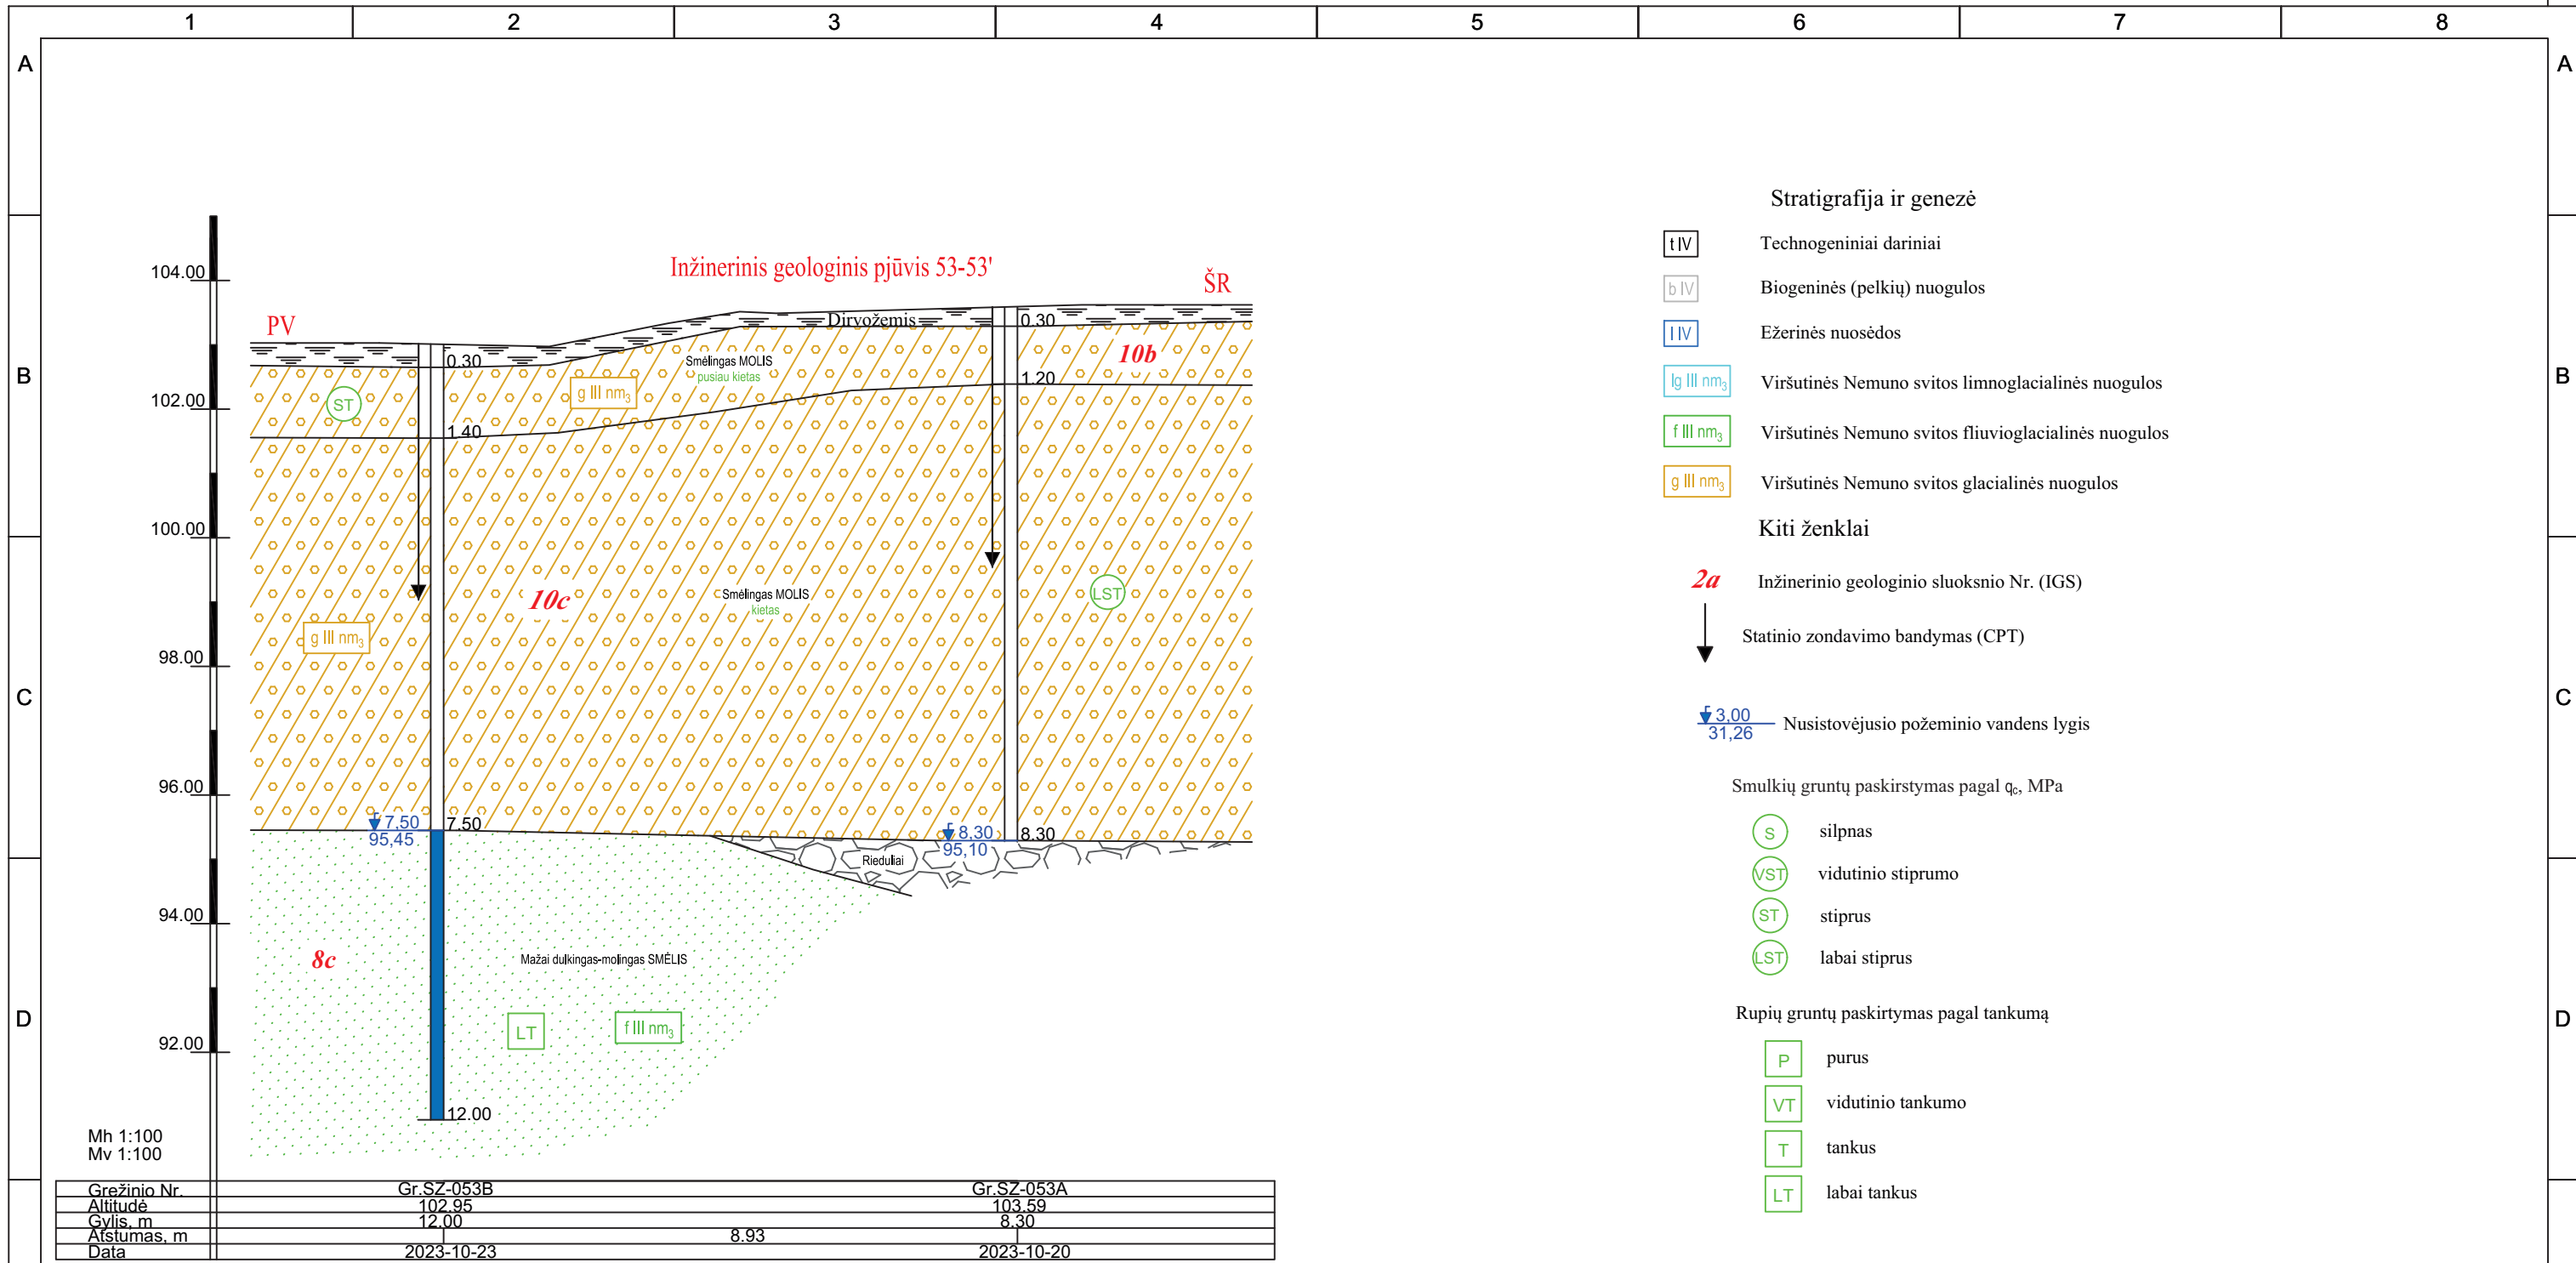 1 2 3 4 5 6 7 8
A A
B B
C C
D D
Inžinerinis geologinis pjūvis 53-53'
PV
ŠR
104.00
102.00
100.00
98.00
96.00
94.00
92.00
Dirvožemis
0.30
0.30
10b
Smėlingas MOLIS
pusiau kietas
g III nm3
ST
1.20
1.40
10c
Smėlingas MOLIS
kietas
LST
g III nm3
7,50
95,45
7.50
8.30
95,10
8.30
Rieduliai
8c
Mažai dulkingas-molingas SMĖLIS
LT
f III nm3
12.00
Mh 1:100
Mv 1:100
Grežinio Nr. Gr.SZ-053B Gr.SZ-053A
Altitudė 102.95 103.59
Gylis, m 12.00 8.30
Atstumas, m 8.93
Data 2023-10-23 2023-10-20
Stratigrafija ir genezė
t IV Technogeniniai dariniai
b IV Biogeninės (pelkių) nuogulos
l IV Ežerinės nuosėdos
lg III nm3 Viršutinės Nemuno svitos limnoglacialinės nuogulos
f III nm3 Viršutinės Nemuno svitos fliuvioglacialinės nuogulos
g III nm3 Viršutinės Nemuno svitos glacialinės nuogulos
Kiti ženklai
2a Inžinerinio geologinio sluoksnio Nr. (IGS)
Statinio zondavimo bandymas (CPT)
3,00
31,26
Nusistovėjusio požeminio vandens lygis
Smulkių gruntų paskirstymas pagal qc, MPa
S silpnas
VST vidutinio stiprumo
ST stiprus
LST labai stiprus
Rupių gruntų paskirtymas pagal tankumą
P purus
VT vidutinio tankumo
T tankus
LT labai tankus